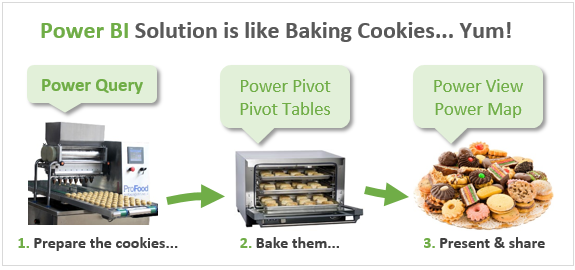 Power BI Solution is like Baking Cookies... Yum!
Power Query
Power Pivot
Pivot Tables
Power View
Power Map
ProFood
1. Prepare the cookies...
2. Bake them...
3. Present & share